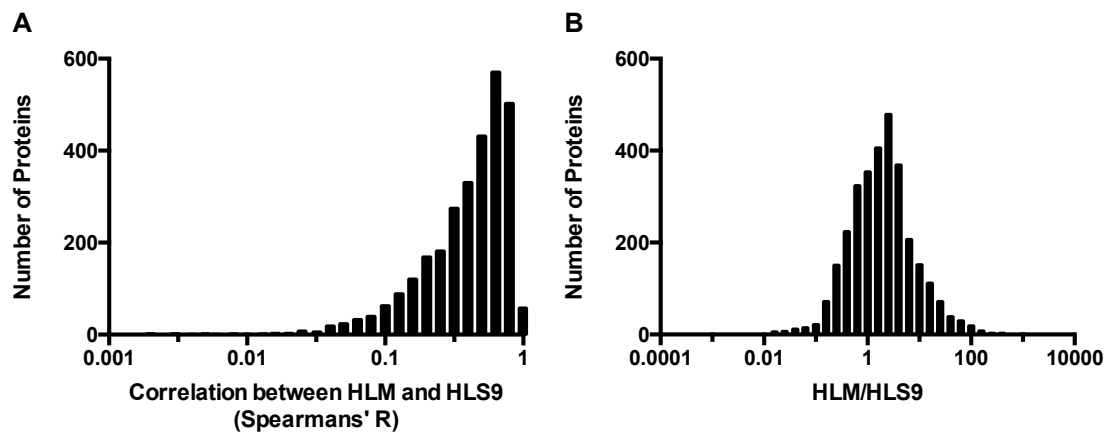 A
600
400
200
0
Number of Proteins
0.001
0.01
0.1
1
Correlation between HLM and HLS9
(Spearmans' R)
B
600
400
200
0
Number of Proteins
0.0001
0.01
1
100
10000
HLM/HLS9